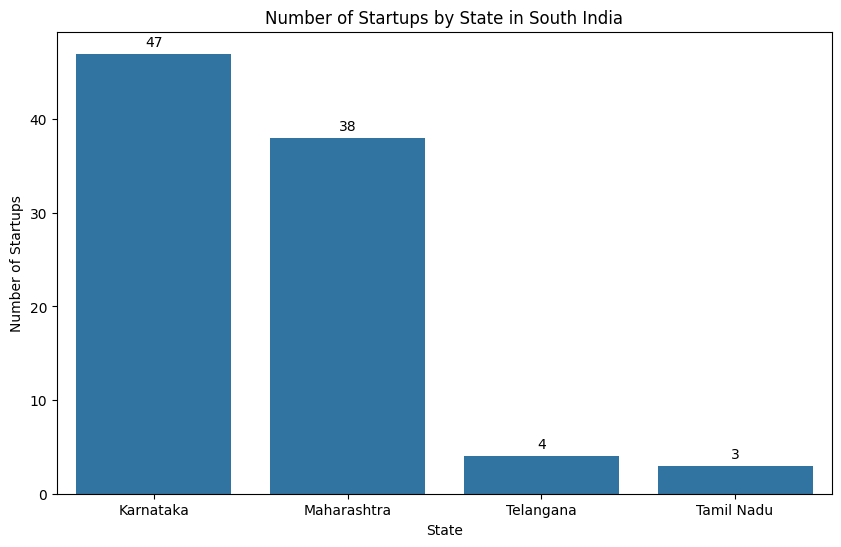 Number of Startups by State in South India
47
38
4
3
Number of Startups
40
30
20
10
0
Karnataka
Maharashtra
Telangana
Tamil Nadu
State